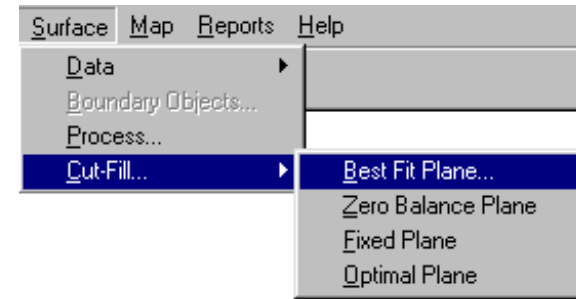 Surface Map Reports Help
Data
Boundary Objects...
Process...
Cut-Fill...
Best Fit Plane...
Zero Balance Plane
Fixed Plane
Optimal Plane